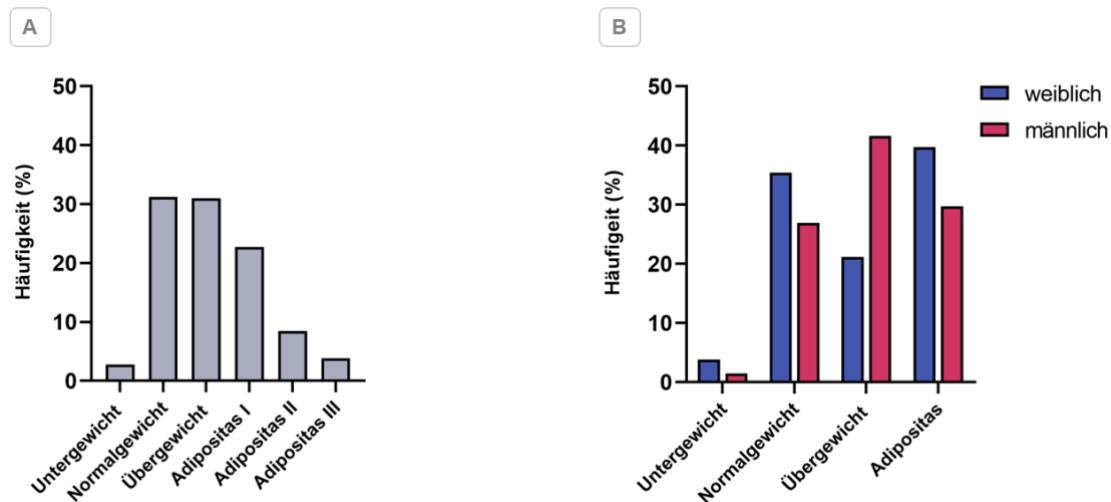 A
Häufigkeit (%)
50
40
30
20
10
0
Untergewicht
Normalgewicht
Übergewicht
Adipositas I
Adipositas II
Adipositas III
B
Häufigeit (%)
50
40
30
20
10
0
Untergewicht
Normalgewicht
Übergewicht
Adipositas
weiblich
männlich